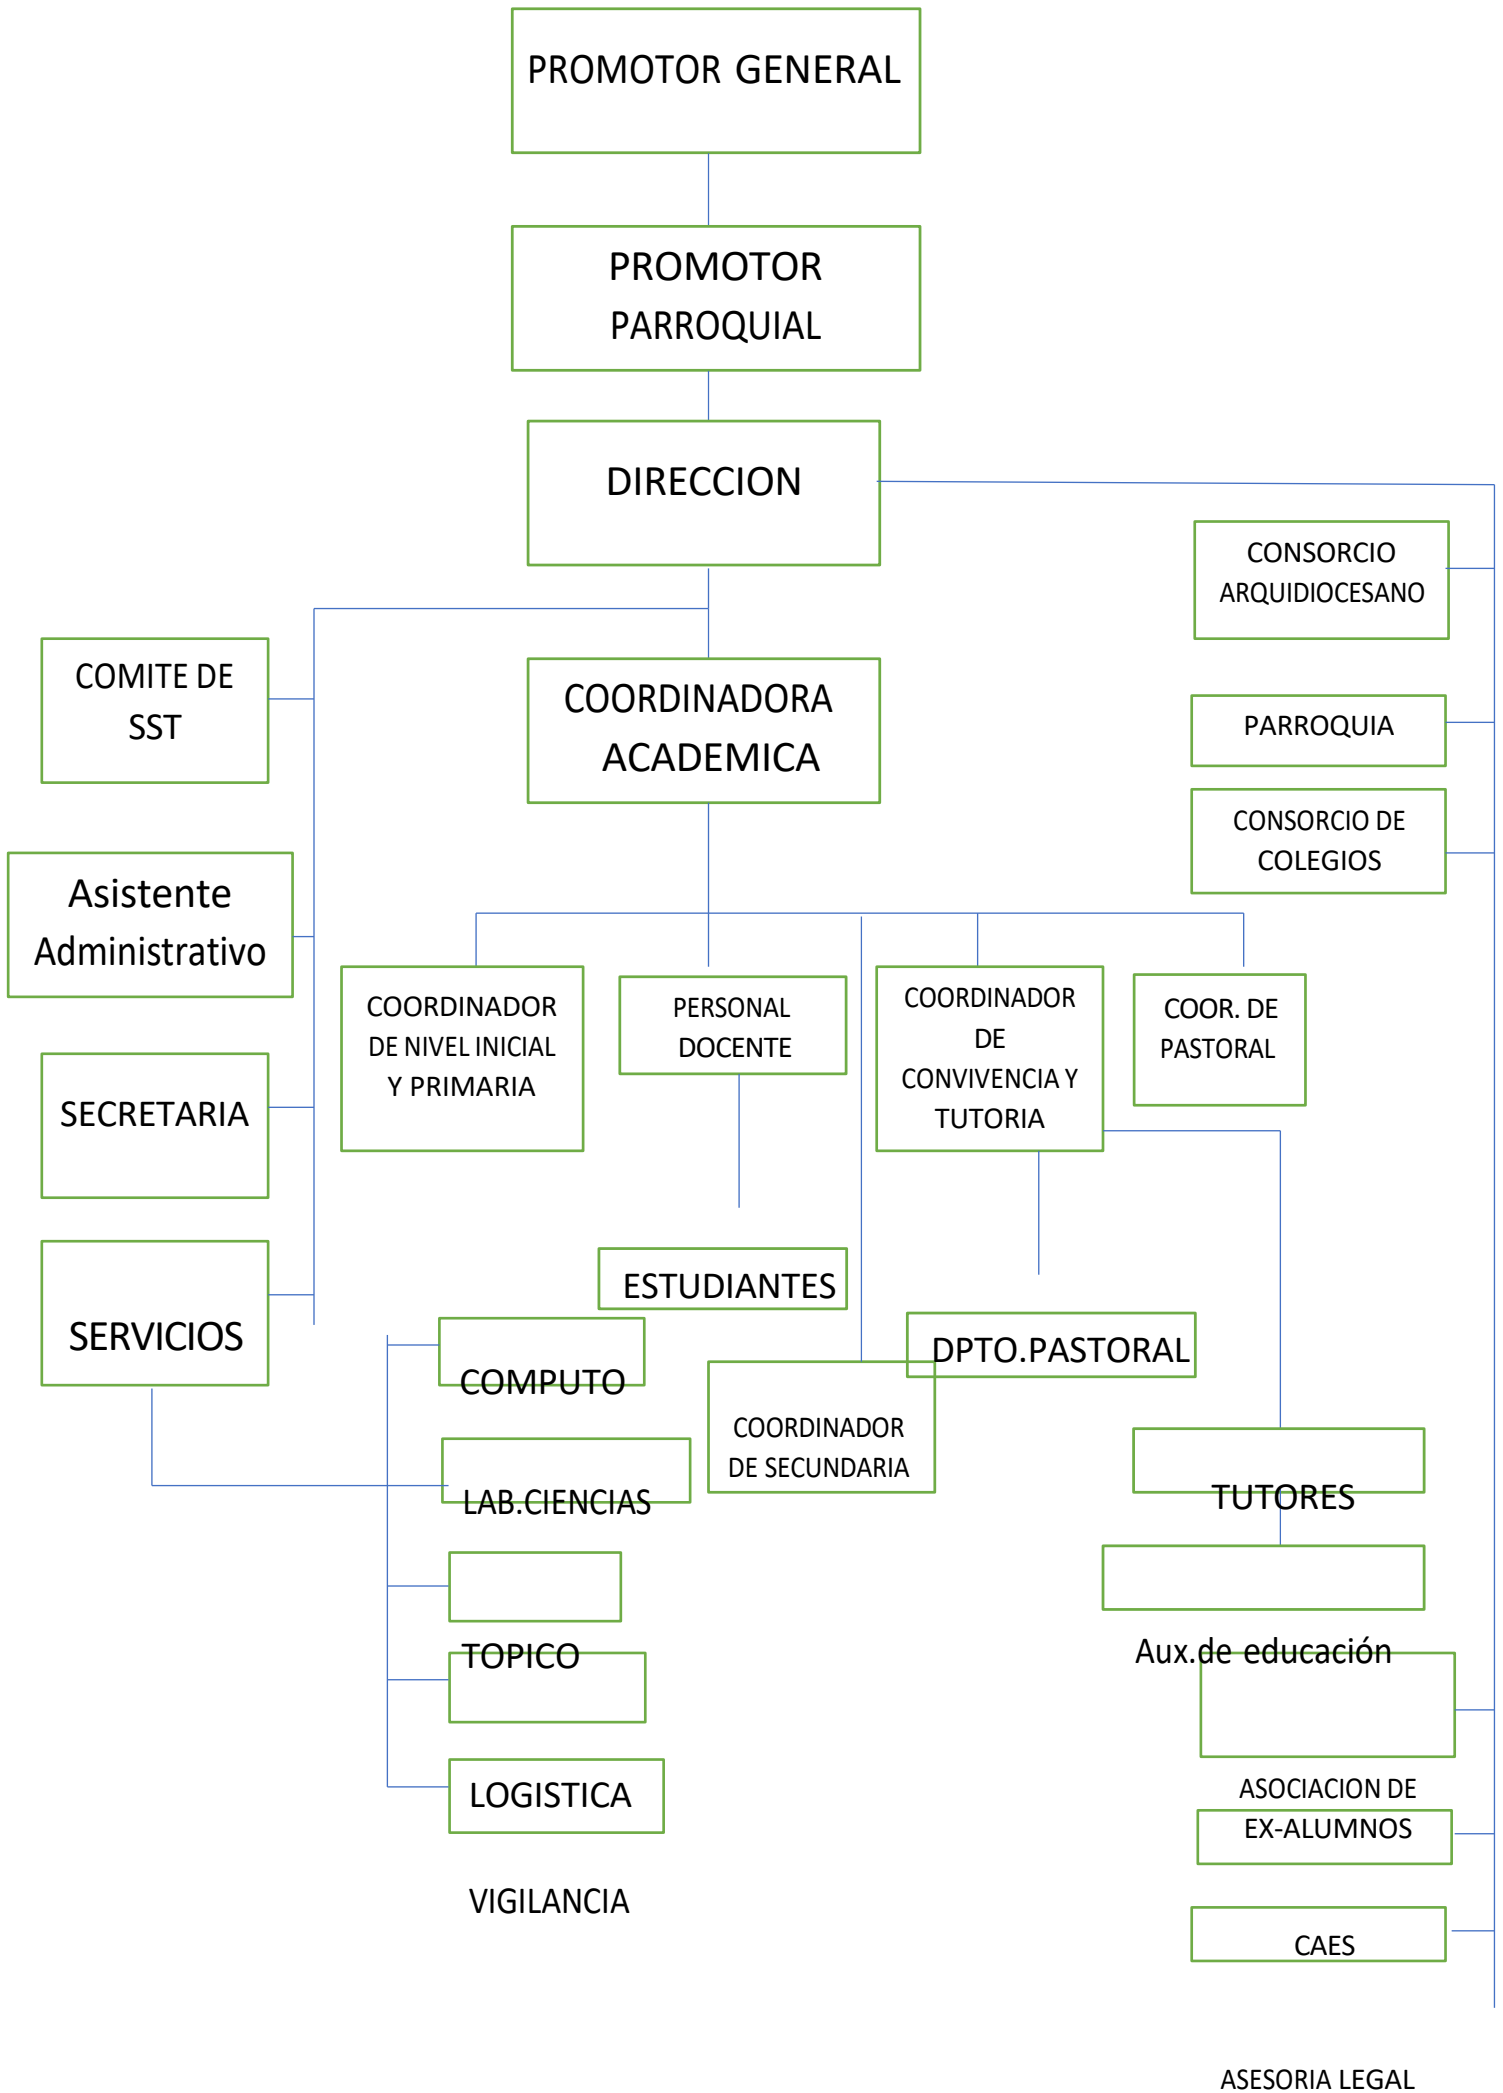 PROMOTOR GENERAL
PROMOTOR
PARROQUIAL
DIRECCION
CONSORCIO
ARQUIDIOCESANO
COMITE DE
SST
COORDINADORA
ACADEMICA
PARROQUIA
CONSORCIO DE
COLEGIOS
Asistente
Administrativo
COORDINADOR
DE NIVEL INICIAL
Y PRIMARIA
PERSONAL
DOCENTE
COORDINADOR
DE
CONVIVENCIA Y
TUTORIA
COOR. DE
PASTORAL
SECRETARIA
ESTUDIANTES
SERVICIOS
DPTO.PASTORAL
COMPUTO
COORDINADOR
DE SECUNDARIA
LAB.CIENCIAS
TUTORES
TOPICO
Aux.de educación
LOGISTICA
ASOCIACION DE
EX-ALUMNOS
VIGILANCIA
CAES
ASESORIA LEGAL